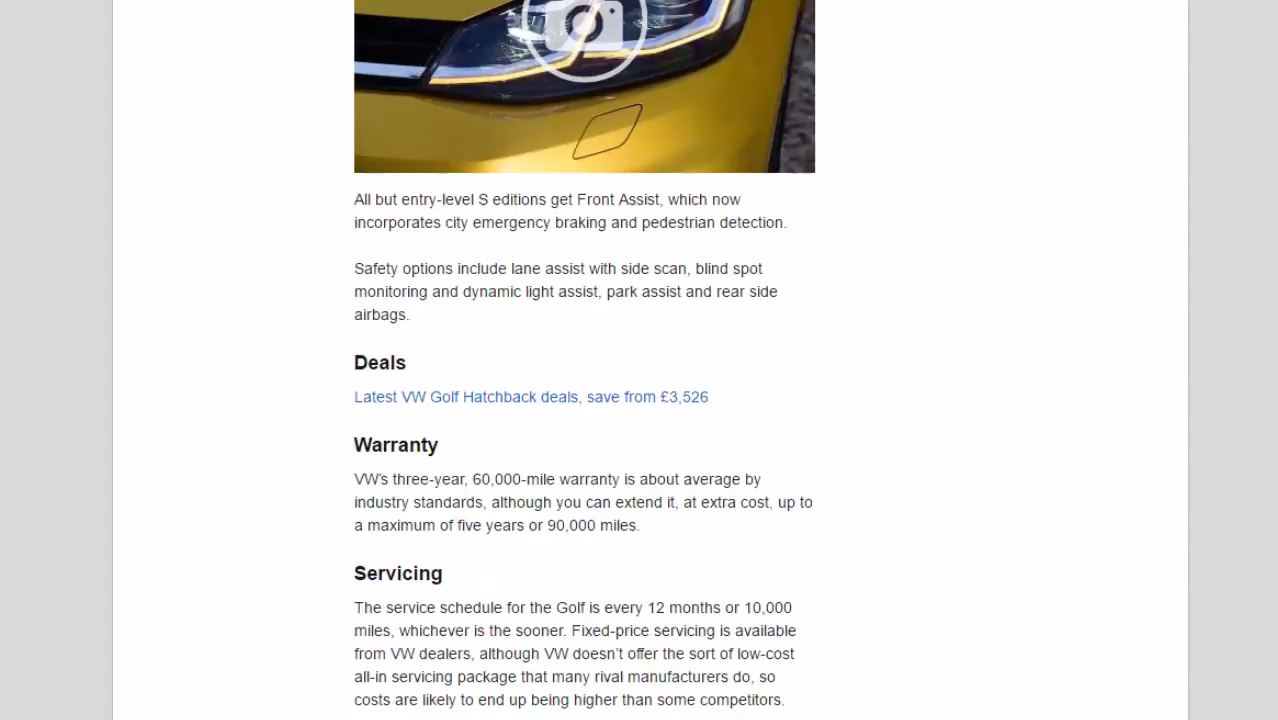 All but entry-level S editions get Front Assist, which now
incorporates city emergency braking and pedestrian detection.
Safety options include lane assist with side scan, blind spot
monitoring and dynamic light assist, park assist and rear side
airbags.
Deals
Latest VW Golf Hatchback deals, save from £3,526
Warranty
VW's three-year, 60,000-mile warranty is about average by
industry standards, although you can extend it, at extra cost, up to
a maximum of five years or 90,000 miles.
Servicing
The service schedule for the Golf is every 12 months or 10,000
miles, whichever is the sooner. Fixed-price servicing is available
from VW dealers, although VW doesn't offer the sort of low-cost
all-in servicing package that many rival manufacturers do, so
costs are likely to end up being higher than some competitors.